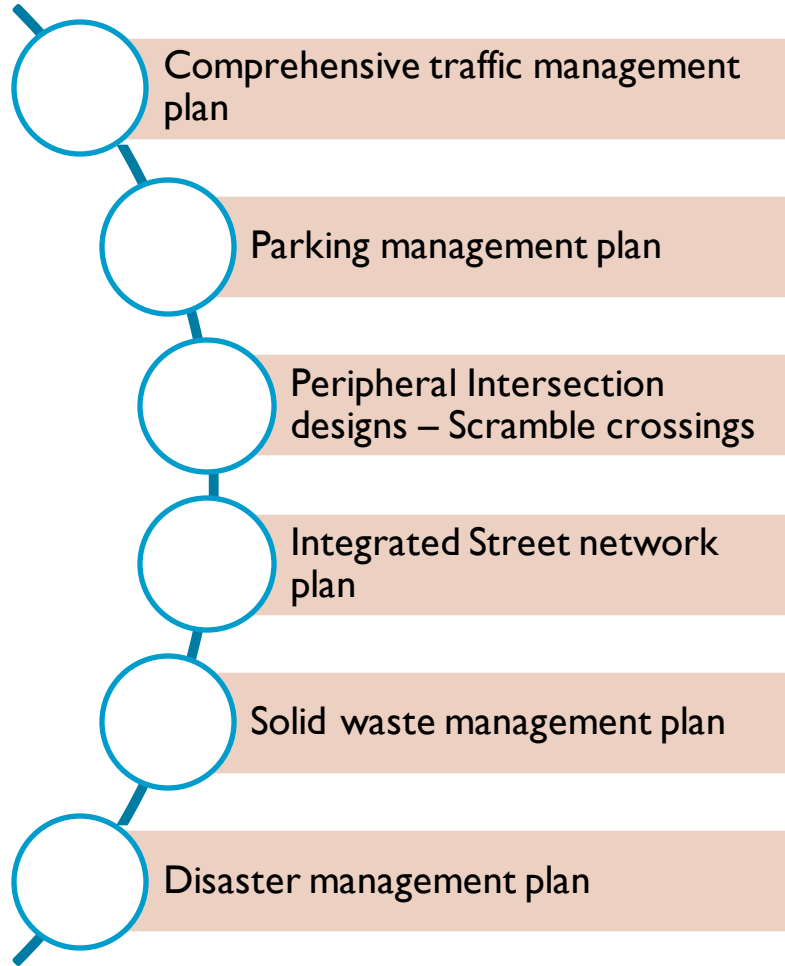 Comprehensive traffic management
plan
Parking management plan
Peripheral Intersection
designs – Scramble crossings
Integrated Street network
plan
Solid waste management plan
Disaster management plan